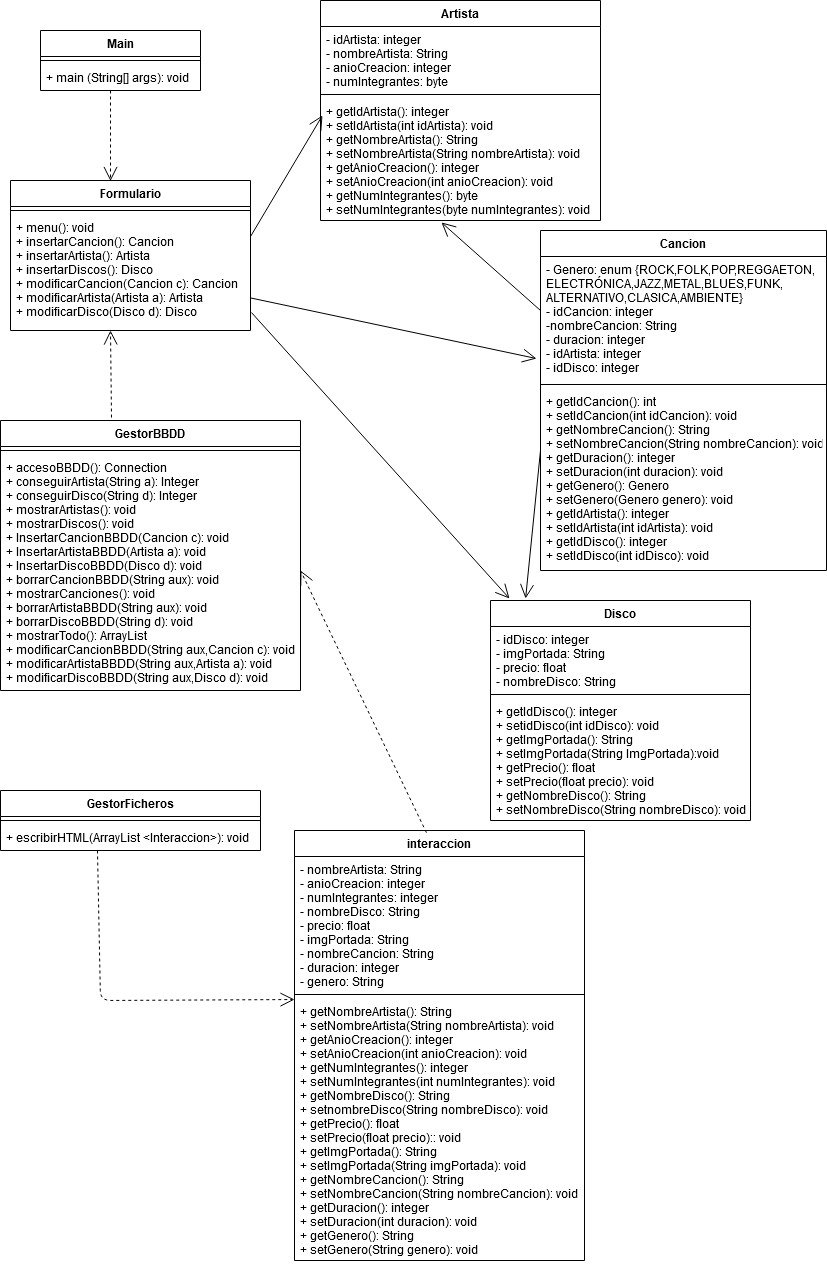 Main
+ main (String[] args): void
Artista
- idArtista: integer
- nombreArtista: String
- anioCreacion: integer
- numIntegrantes: byte
+ getIdArtista(): integer
+ setIdArtista(int idArtista): void
+ getNombreArtista(): String
+ setNombreArtista(String nombreArtista): void
+ getAnioCreacion(): integer
+ setAnioCreacion(int anioCreacion): void
+ getNumIntegrantes(): byte
+ setNumIntegrantes(byte numIntegrantes): void
Formulario
+ menu(): void
+ insertarCancion(): Cancion
+ insertarArtista(): Artista
+ insertarDiscos(): Disco
+ modificarCancion(Cancion c): Cancion
+ modificarArtista(Artista a): Artista
+ modificarDisco(Disco d): Disco
Cancion
- Genero: enum {ROCK,FOLK,POP,REGGAETON,
ELECTRÓNICA,JAZZ,METAL,BLUES,FUNK,
ALTERNATIVO,CLASICA,AMBIENTE}
- idCancion: integer
-nombreCancion: String
- duracion: integer
- idArtista: integer
- idDisco: integer
+ getIdCancion(): int
+ setIdCancion(int idCancion): void
+ getNombreCancion(): String
+ setNombreCancion(String nombreCancion): void
+ getDuracion(): integer
+ setDuracion(int duracion): void
+ getGenero(): Genero
+ setGenero(Genero genero): void
+ getIdArtista(): integer
+ setIdArtista(int idArtista): void
+ getIdDisco(): integer
+ setIdDisco(int idDisco): void
GestorBBDD
+ accesoBBDD(): Connection
+ conseguirArtista(String a): Integer
+ conseguirDisco(String d): Integer
+ mostrarArtistas(): void
+ mostrarDiscos(): void
+ InsertarCancionBBDD(Cancion c): void
+ InsertarArtistaBBDD(Artista a): void
+ InsertarDiscoBBDD(Disco d): void
+ borrarCancionBBDD(String aux): void
+ mostrarCanciones(): void
+ borrarArtistaBBDD(String aux): void
+ borrarDiscoBBDD(String d): void
+ mostrarTodo(): ArrayList
+ modificarCancionBBDD(String aux,Cancion c): void
+ modificarArtistaBBDD(String aux,Artista a): void
+ modificarDiscoBBDD(String aux,Disco d): void
Disco
- idDisco: integer
- imgPortada: String
- precio: float
- nombreDisco: String
+ getIdDisco(): integer
+ setidDisco(int idDisco): void
+ getImgPortada(): String
+ setImgPortada(String ImgPortada):void
+ getPrecio(): float
+ setPrecio(float precio): void
+ getNombreDisco(): String
+ setNombreDisco(String nombreDisco): void
GestorFicheros
+ escribirHTML(ArrayList <Interaccion>): void
interaccion
- nombreArtista: String
- anioCreacion: integer
- numIntegrantes: integer
- nombreDisco: String
- precio: float
- imgPortada: String
- nombreCancion: String
- duracion: integer
- genero: String
+ getNombreArtista(): String
+ setNombreArtista(String nombreArtista): void
+ getAnioCreacion(): integer
+ setAnioCreacion(int anioCreacion): void
+ getNumIntegrantes(): integer
+ setNumIntegrantes(int numIntegrantes): void
+ getNombreDisco(): String
+ setnombreDisco(String nombreDisco): void
+ getPrecio(): float
+ setPrecio(float precio):: void
+ getImgPortada(): String
+ setImgPortada(String imgPortada): void
+ getNombreCancion(): String
+ setNombreCancion(String nombreCancion): void
+ getDuracion(): integer
+ setDuracion(int duracion): void
+ getGenero(): String
+ setGenero(String genero): void